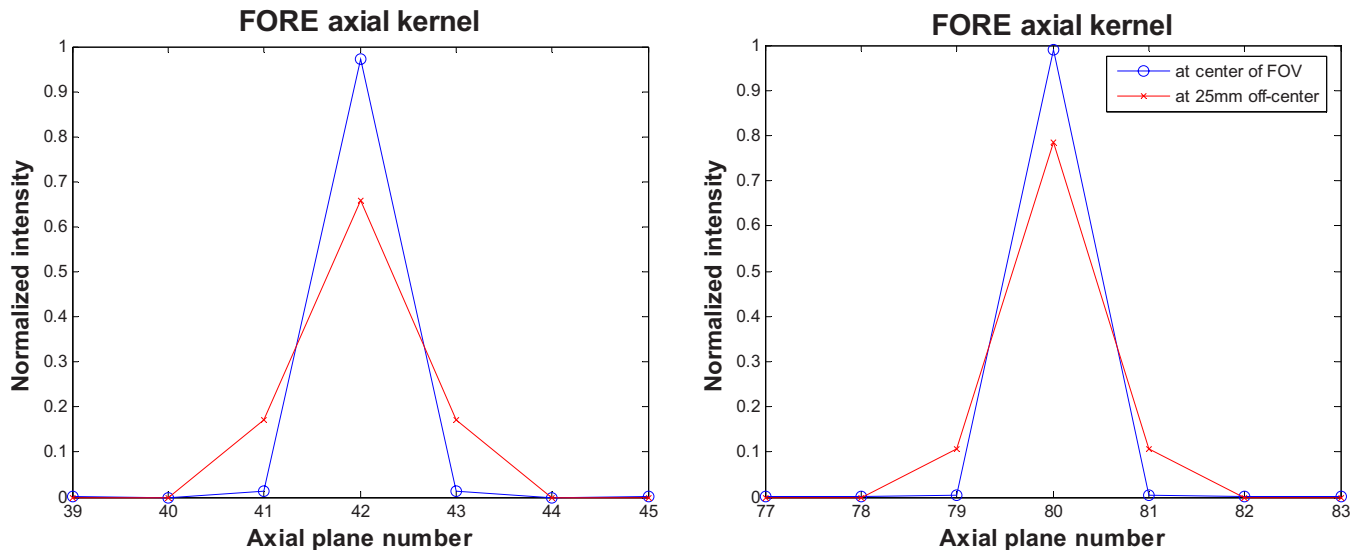 FORE axial kernel
Normalized intensity
1
0.9
0.8
0.7
0.6
0.5
0.4
0.3
0.2
0.1
0
39 40 41 42 43 44 45
Axial plane number
FORE axial kernel
at center of FOV
at 25mm off-center
Normalized intensity
1
0.9
0.8
0.7
0.6
0.5
0.4
0.3
0.2
0.1
0
77 78 79 80 81 82 83
Axial plane number